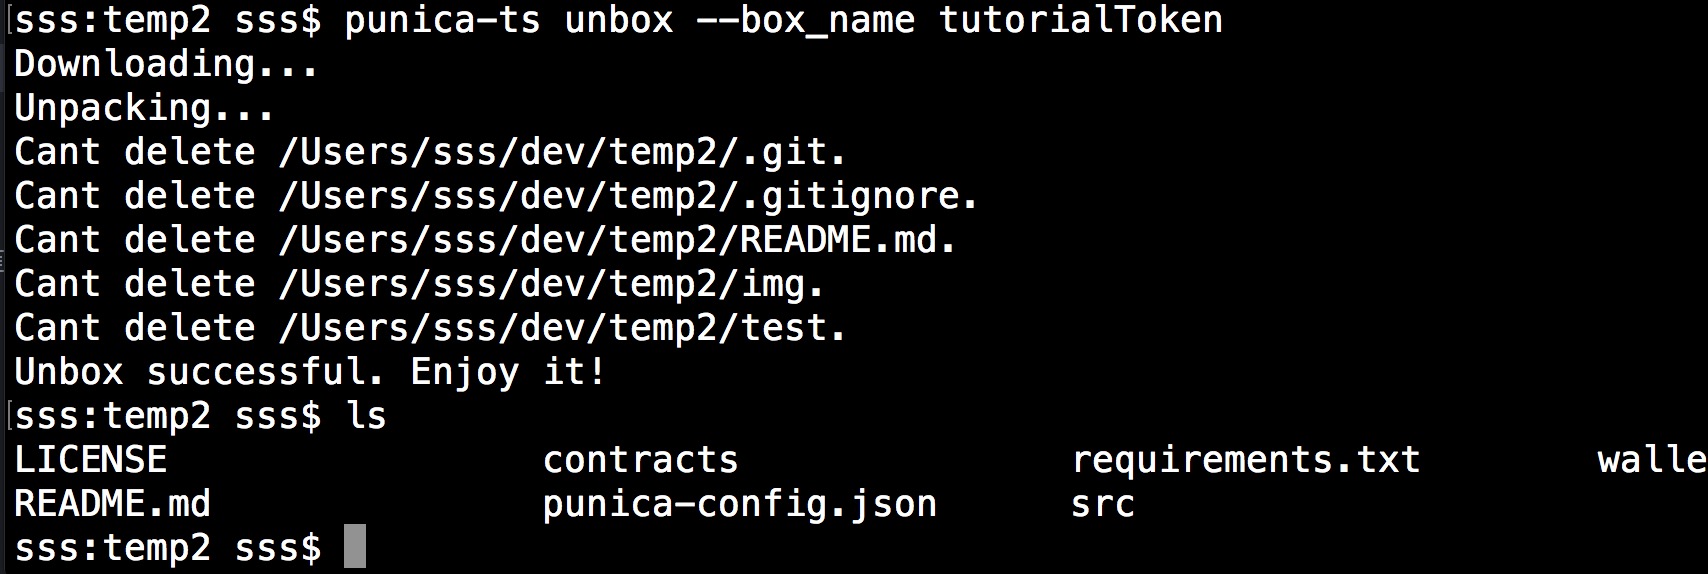 [sss:temp2 sss$ punica-ts unbox --box_name tutorialToken
Downloading...
Unpacking...
Cant delete /Users/sss/dev/temp2/.git.
Cant delete /Users/sss/dev/temp2/.gitignore.
Cant delete /Users/sss/dev/temp2/README.md.
Cant delete /Users/sss/dev/temp2/img.
Cant delete /Users/sss/dev/temp2/test.
Unbox successful. Enjoy it!
[sss:temp2 sss$ ls
LICENSE contracts requirements.txt walle
README.md punica-config.json src
sss:temp2 sss$